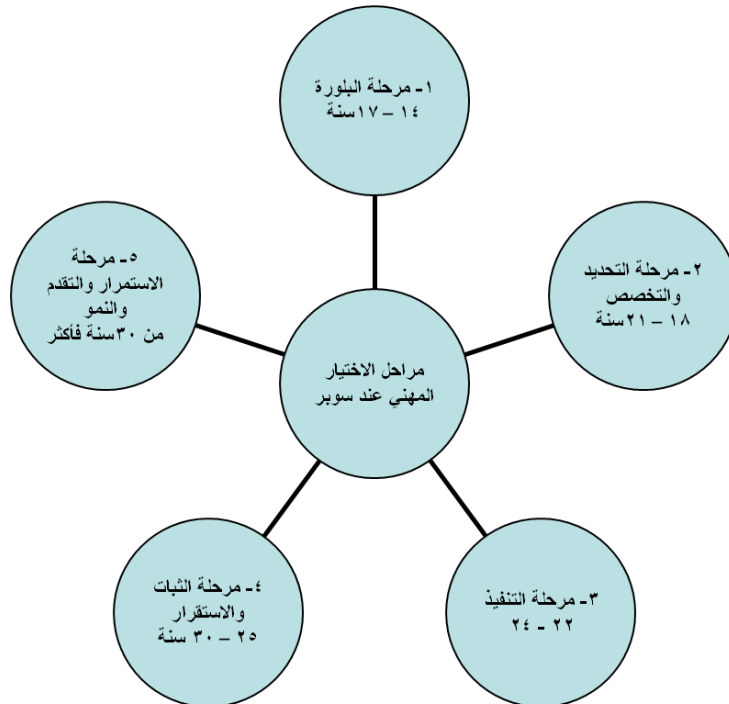 ١- مرحلة البلورة
١٤ – ١٧سنة
٢- مرحلة التحديد
والتخصص
١٨ – ٢١سنة
٣- مرحلة التنفيذ
٢٢ - ٢٤
٤- مرحلة الثبات
والاستقرار
٢٥ – ٣٠ سنة
٥- مرحلة
الاستمرار والتقدم
والنمو
من ٣٠سنة فأكثر
مراحل الاختيار
المهني عند سوبر